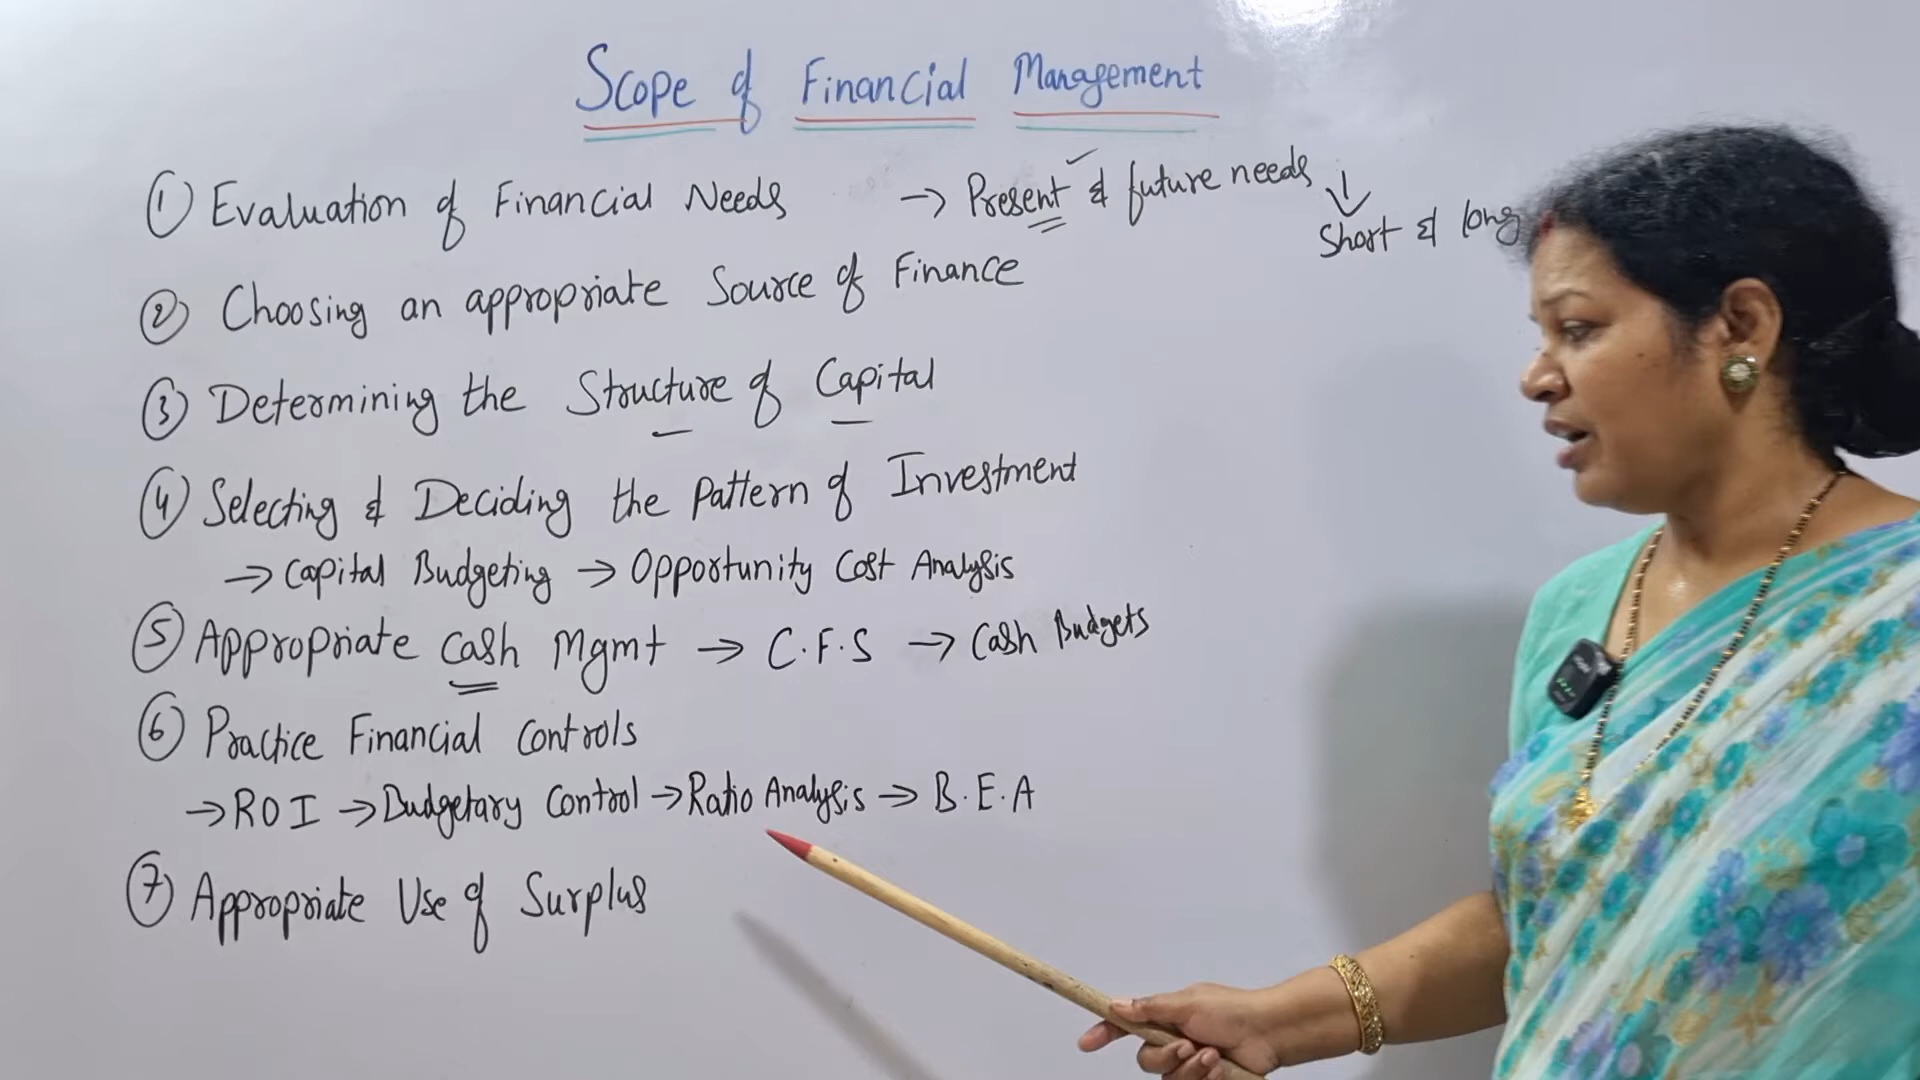 Scope of Financial Management
① Evaluation of Financial Needs → Present & future needs
Short & long
② Choosing an appropriate Source of Finance
③ Determining the Structure of Capital
④ Selecting & Deciding the Pattern of Investment
→ Capital Budgeting → Opportunity Cost Analysis
⑤ Appropriate Cash Mgmt → C.F.S → Cash Budgets
⑥ Practice Financial Controls
→ ROI → Budgetary Control → Ratio Analysis → B.E.A
⑦ Appropriate Use of Surplus